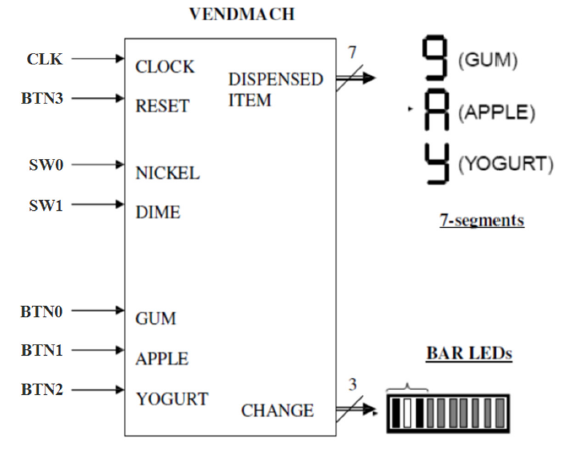 VENDMACH
CLK
CLOCK
7
DISPENSED
ITEM
g (GUM)
BTN3
RESET
A (APPLE)
y (YOGURT)
SW0
NICKEL
SW1
DIME
7-segments
BTN0
GUM
BTN1
APPLE
BAR LEDs
BTN2
YOGURT
3
CHANGE